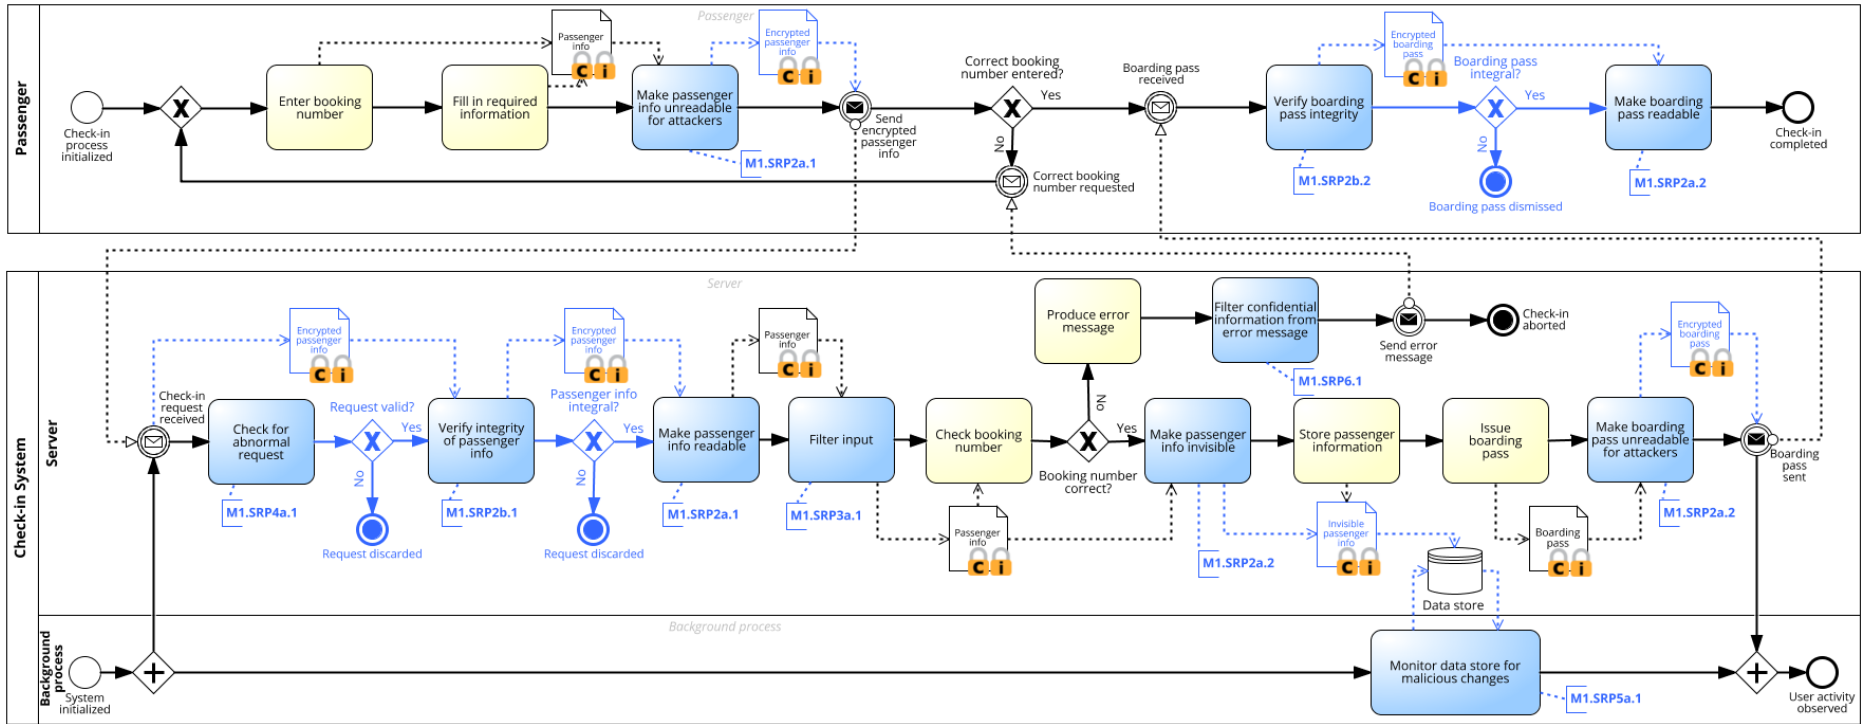 Passenger
Passenger
Check-in
process
initialized
X
Enter booking
number
Fill in required
information
Passenger
info
C i
Make passenger
info unreadable
for attackers
M1.SRP2a.1
Encrypted
passenger
info
C i
Send
encrypted
passenger
info
Correct booking
number entered?
X
Yes
No
Correct booking
number requested
Boarding pass
received
Verify boarding
pass integrity
M1.SRP2b.2
Encrypted
boarding
pass
C i
Boarding pass
integral?
X
Yes
No
Boarding pass dismissed
Make boarding
pass readable
M1.SRP2a.2
Check-in
completed
Check-in System
Server
Server
Check-in
request
received
Encrypted
passenger
info
C i
Check for
abnormal
request
M1.SRP4a.1
Request valid?
X
Yes
No
Request discarded
Verify integrity
of passenger
info
M1.SRP2b.1
Encrypted
passenger
info
C i
Passenger info
integral?
X
Yes
No
Request discarded
Make passenger
info readable
M1.SRP2a.1
Passenger
info
C i
Filter input
M1.SRP3a.1
Passenger
info
C i
Check booking
number
X
Booking number
correct?
No
Yes
Produce error
message
Filter confidential
information from
error message
M1.SRP6.1
Send error
message
Check-in
aborted
Make passenger
info invisible
M1.SRP2a.2
Store passenger
information
Invisible
passenger
info
C i
Data store
Issue
boarding
pass
Boarding
pass
C i
Make boarding
pass unreadable
for attackers
M1.SRP2a.2
Encrypted
boarding
pass
C i
Boarding
pass
sent
Background
process
Background process
System
initialized
Monitor data store for
malicious changes
M1.SRP5a.1
User activity
observed